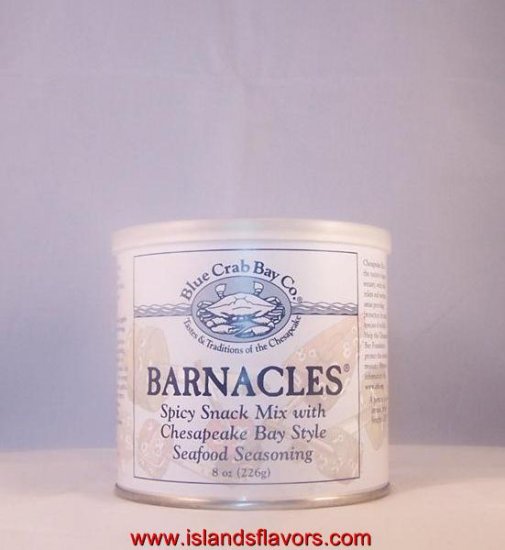 Blue Crab Bay Co.®
Tastes & Traditions of the Chesapeake
BARNACLES®
Spicy Snack Mix with
Chesapeake Bay Style
Seafood Seasoning
8 oz (226g)
www.islandsflavors.com